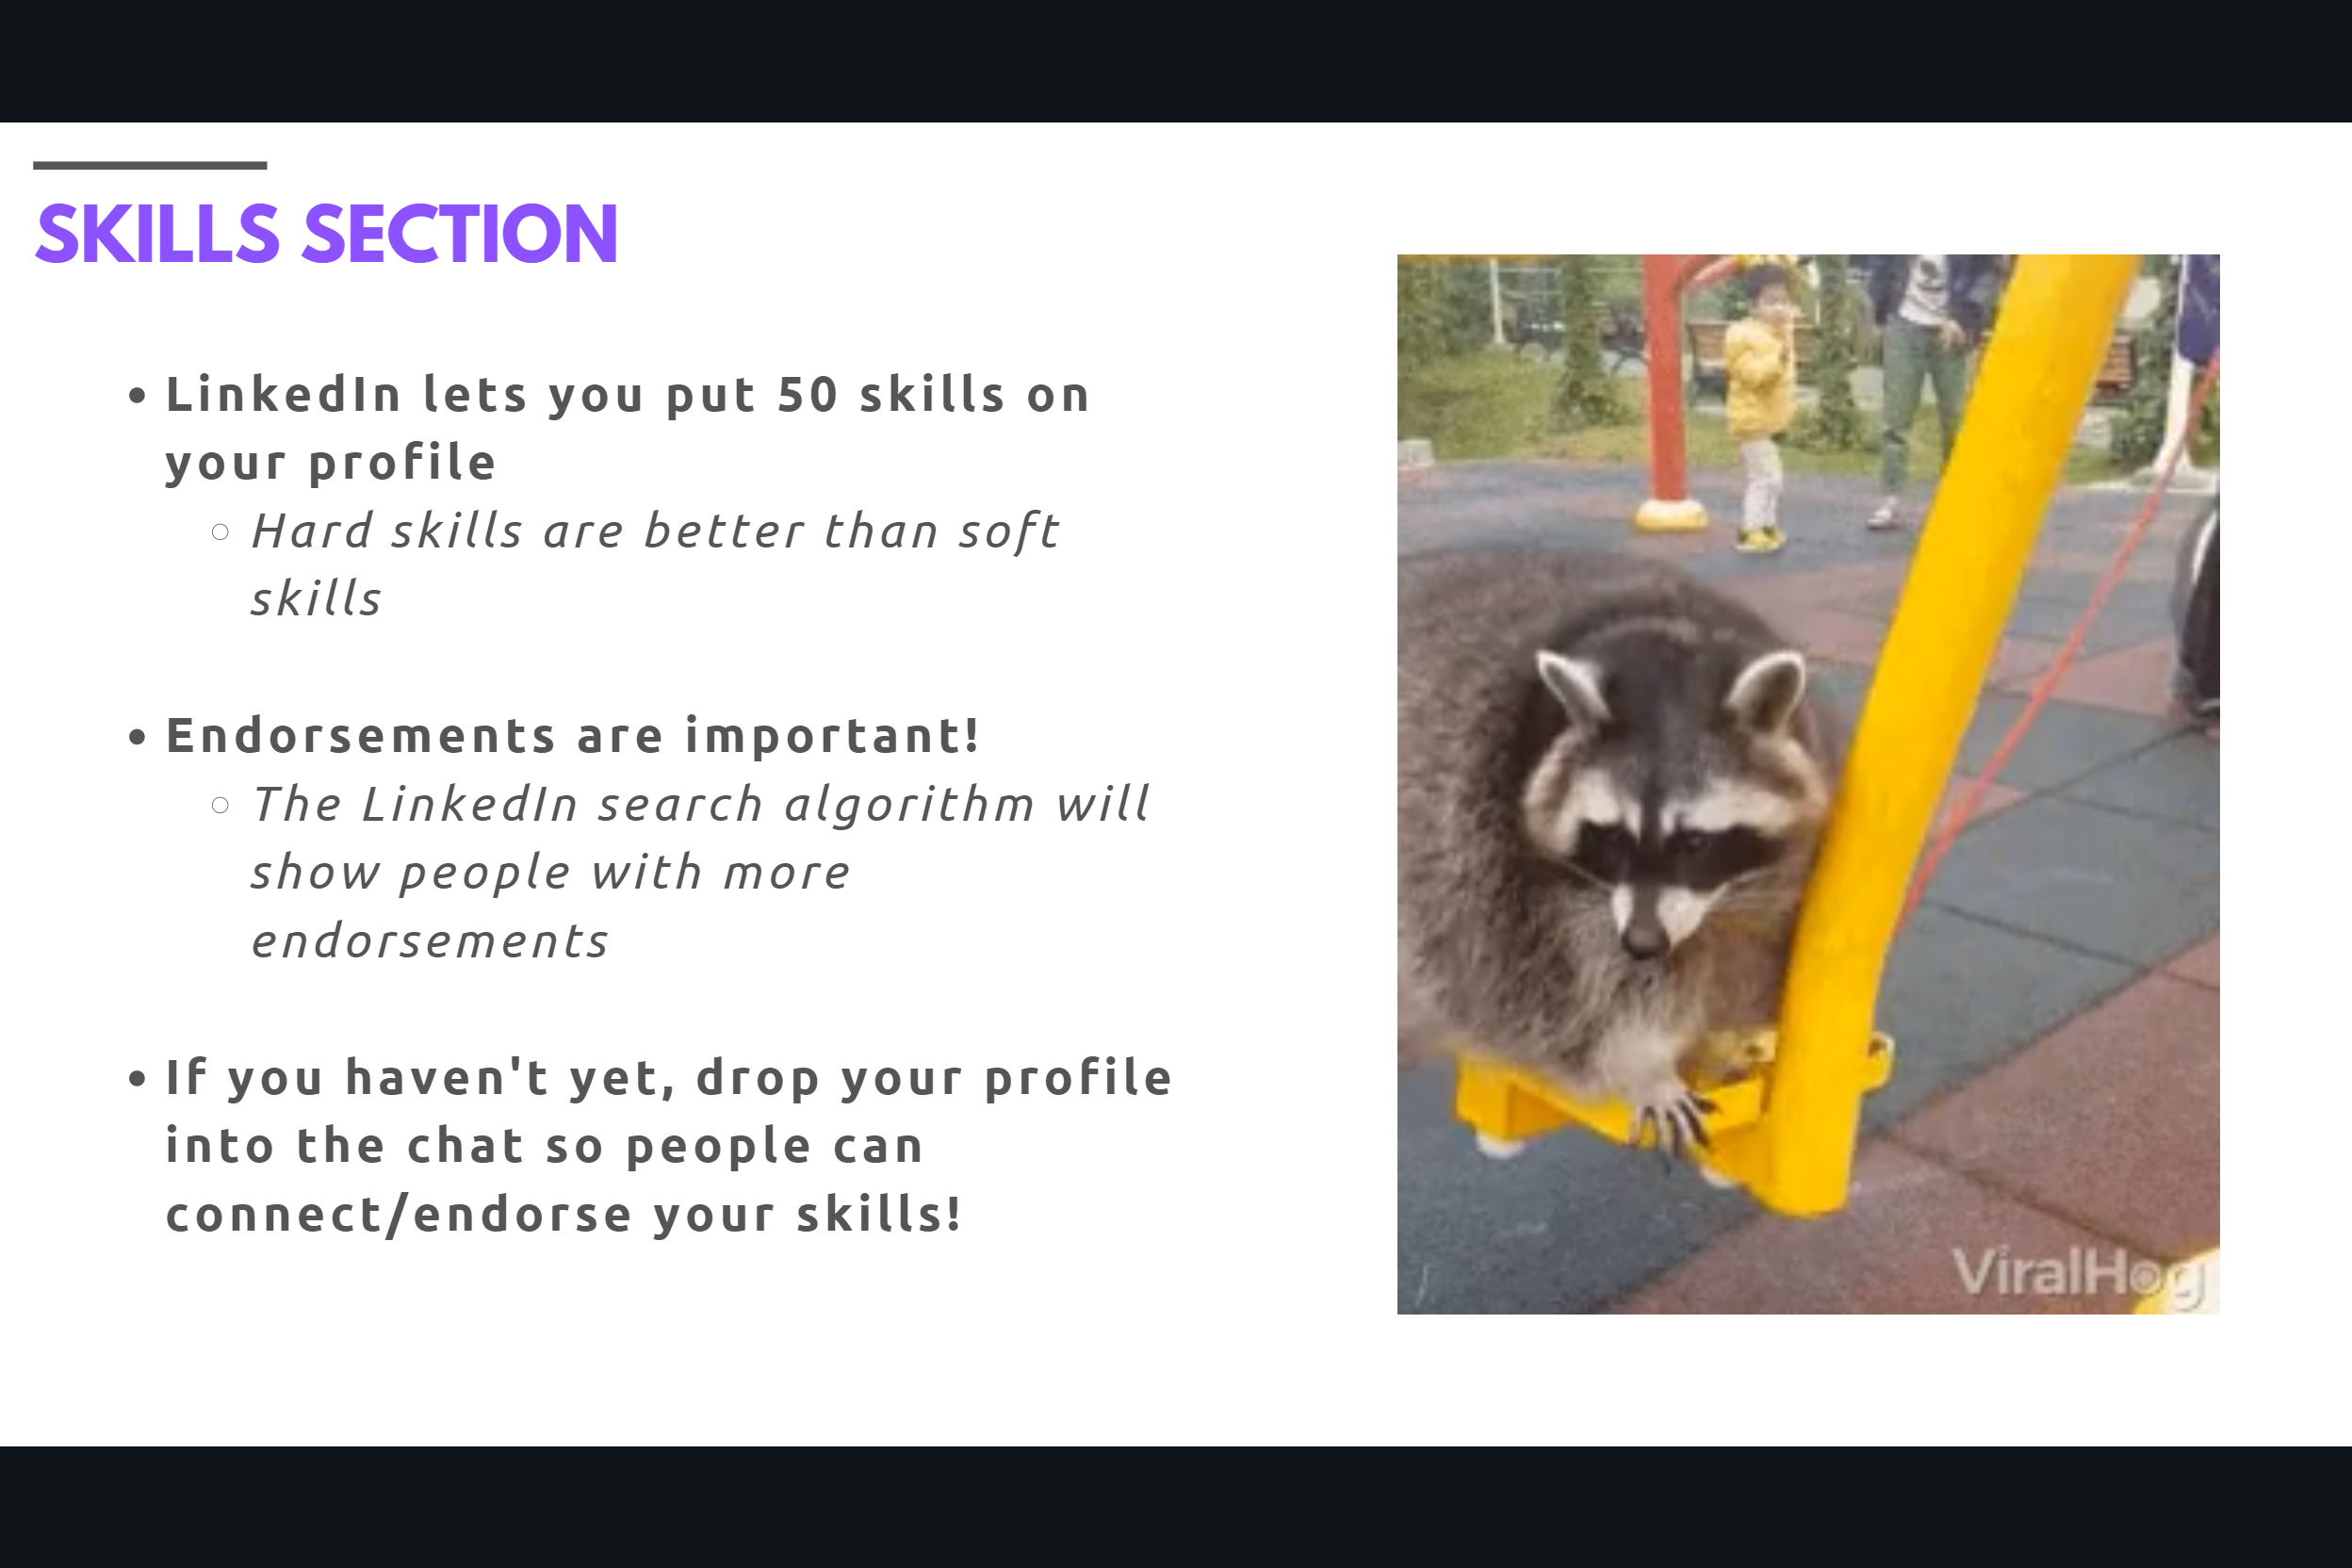 SKILLS SECTION
• LinkedIn lets you put 50 skills on
your profile
○ Hard skills are better than soft
skills
• Endorsements are important!
○ The LinkedIn search algorithm will
show people with more
endorsements
• If you haven't yet, drop your profile
into the chat so people can
connect/endorse your skills!
ViralHog